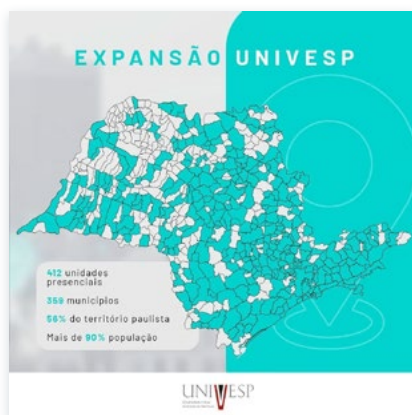 EXPANSÃO UNIVESP
412 unidades
presenciais
359 municípios
56% do território paulista
Mais de 90% população
UNIVESP